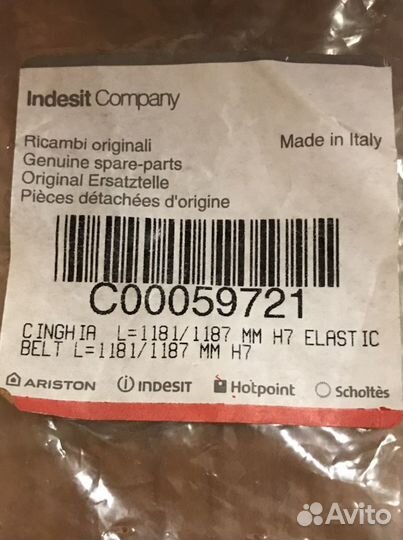 Indesit Company
Ricambi originali Made in Italy
Genuine spare-parts
Original Ersatztelle
Pièces détachées d'origine
C00059721
CINGHIA L=1181/1187 MM H7 ELASTIC
BELT L=1181/1187 MM H7
ARISTON INDESIT Hotpoint Scholtès
Avito